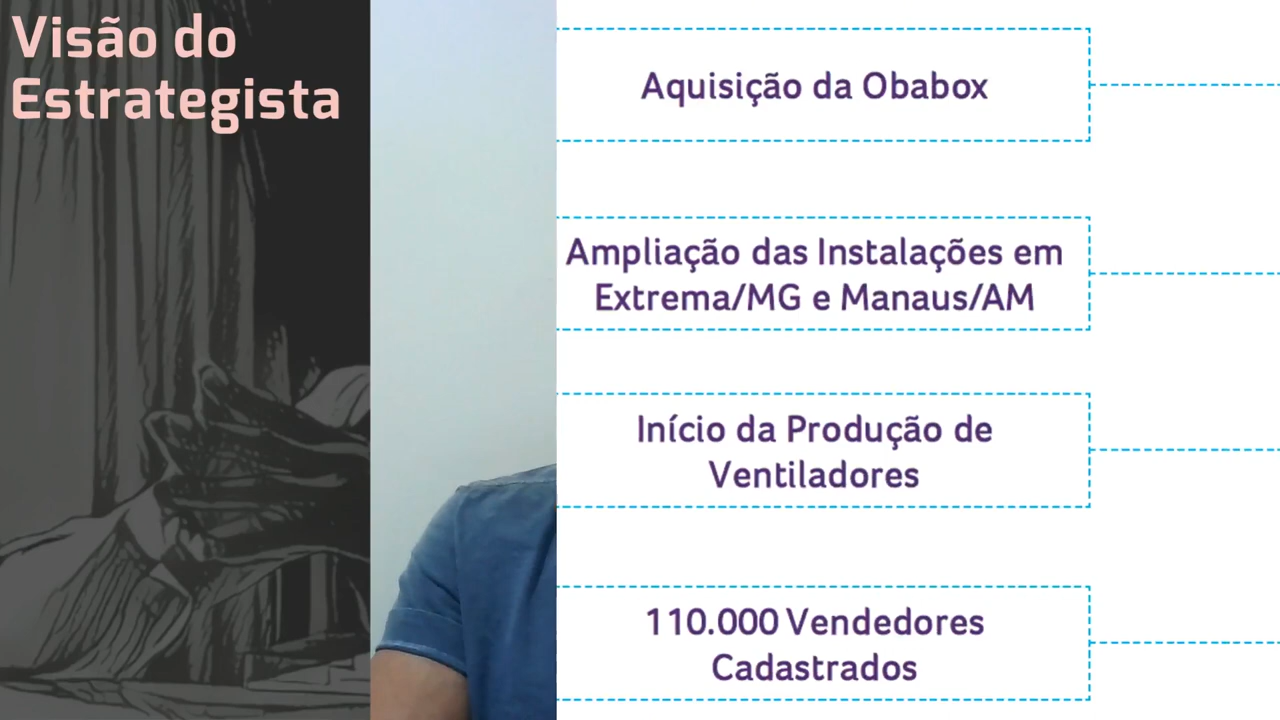 Visão do
Estrategista
Aquisição da Obabox
Ampliação das Instalações em
Extrema/MG e Manaus/AM
Início da Produção de
Ventiladores
110.000 Vendedores
Cadastrados